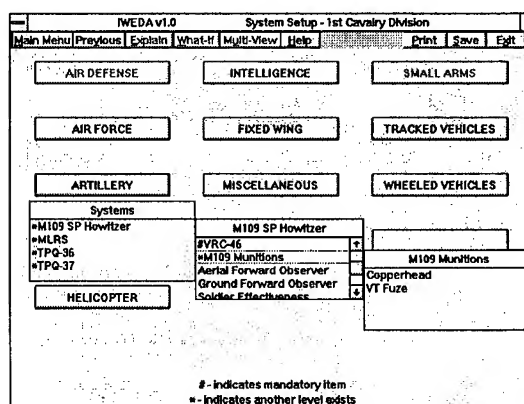 IWEDA v1.0 System Setup - 1st Cavalry Division
Main Menu Previous Explain What-If Multi-View Help Print Save Exit
AIR DEFENSE INTELLIGENCE SMALL ARMS
AIR FORCE FIXED WING TRACKED VEHICLES
ARTILLERY MISCELLANEOUS WHEELED VEHICLES
Systems
*M109 SP Howitzer
*MLRS
*TPQ-36
*TPQ-37
M109 SP Howitzer
#VRC-46
*M109 Munitions
Aerial Forward Observer
Ground Forward Observer
Soldier Effectiveness
M109 Munitions
Copperhead
VT Fuze
HELICOPTER
# - indicates mandatory item
* - indicates another level exists